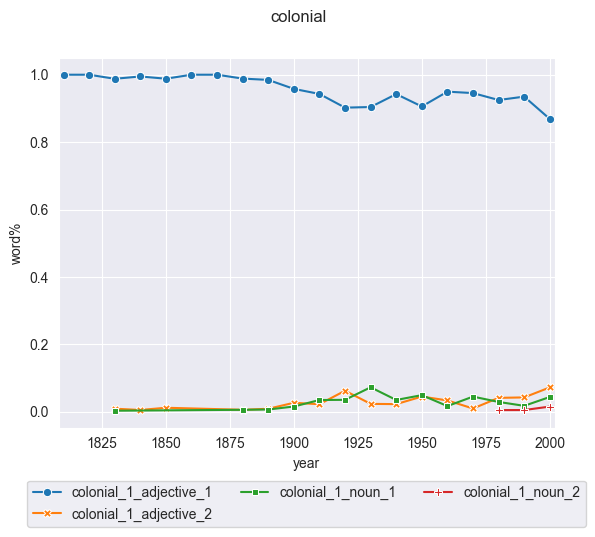 colonial
1.0
0.8
0.6
0.4
0.2
0.0
word%
1825 1850 1875 1900 1925 1950 1975 2000
year
colonial_1_adjective_1 colonial_1_noun_1 colonial_1_noun_2
colonial_1_adjective_2